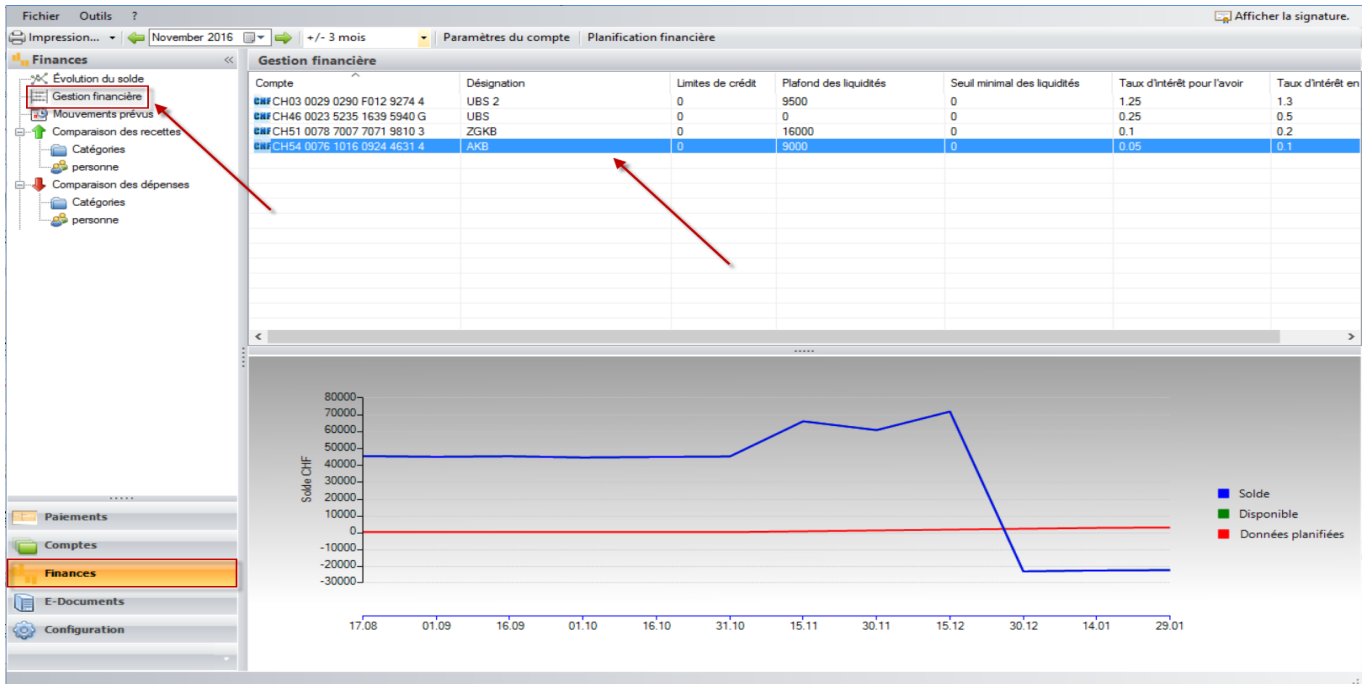 Fichier Outils ? Afficher la signature.
Impression... November 2016 +/- 3 mois Paramètres du compte Planification financière
Finances «
Évolution du solde
Gestion financière
Mouvements prévus
Comparaison des recettes
Catégories
personne
Comparaison des dépenses
Catégories
personne
Paiements
Comptes
Finances
E-Documents
Configuration
Gestion financière
Compte Désignation Limites de crédit Plafond des liquidités Seuil minimal des liquidités Taux d'intérêt pour l'avoir Taux d'intérêt en
CHF CH03 0029 0290 F012 9274 4 UBS 2 0 9500 0 1.25 1.3
CHF CH46 0023 5235 1639 5940 G UBS 0 0 0 0.25 0.5
CHF CH51 0078 7007 7071 9810 3 ZGKB 0 16000 0 0.1 0.2
CHF CH54 0076 1016 0924 4631 4 AKB 0 9000 0 0.05 0.1
Solde CHF
80000
70000
60000
50000
40000
30000
20000
10000
0
-10000
-20000
-30000
17.08 01.09 16.09 01.10 16.10 31.10 15.11 30.11 15.12 30.12 14.01 29.01
Solde
Disponible
Données planifiées